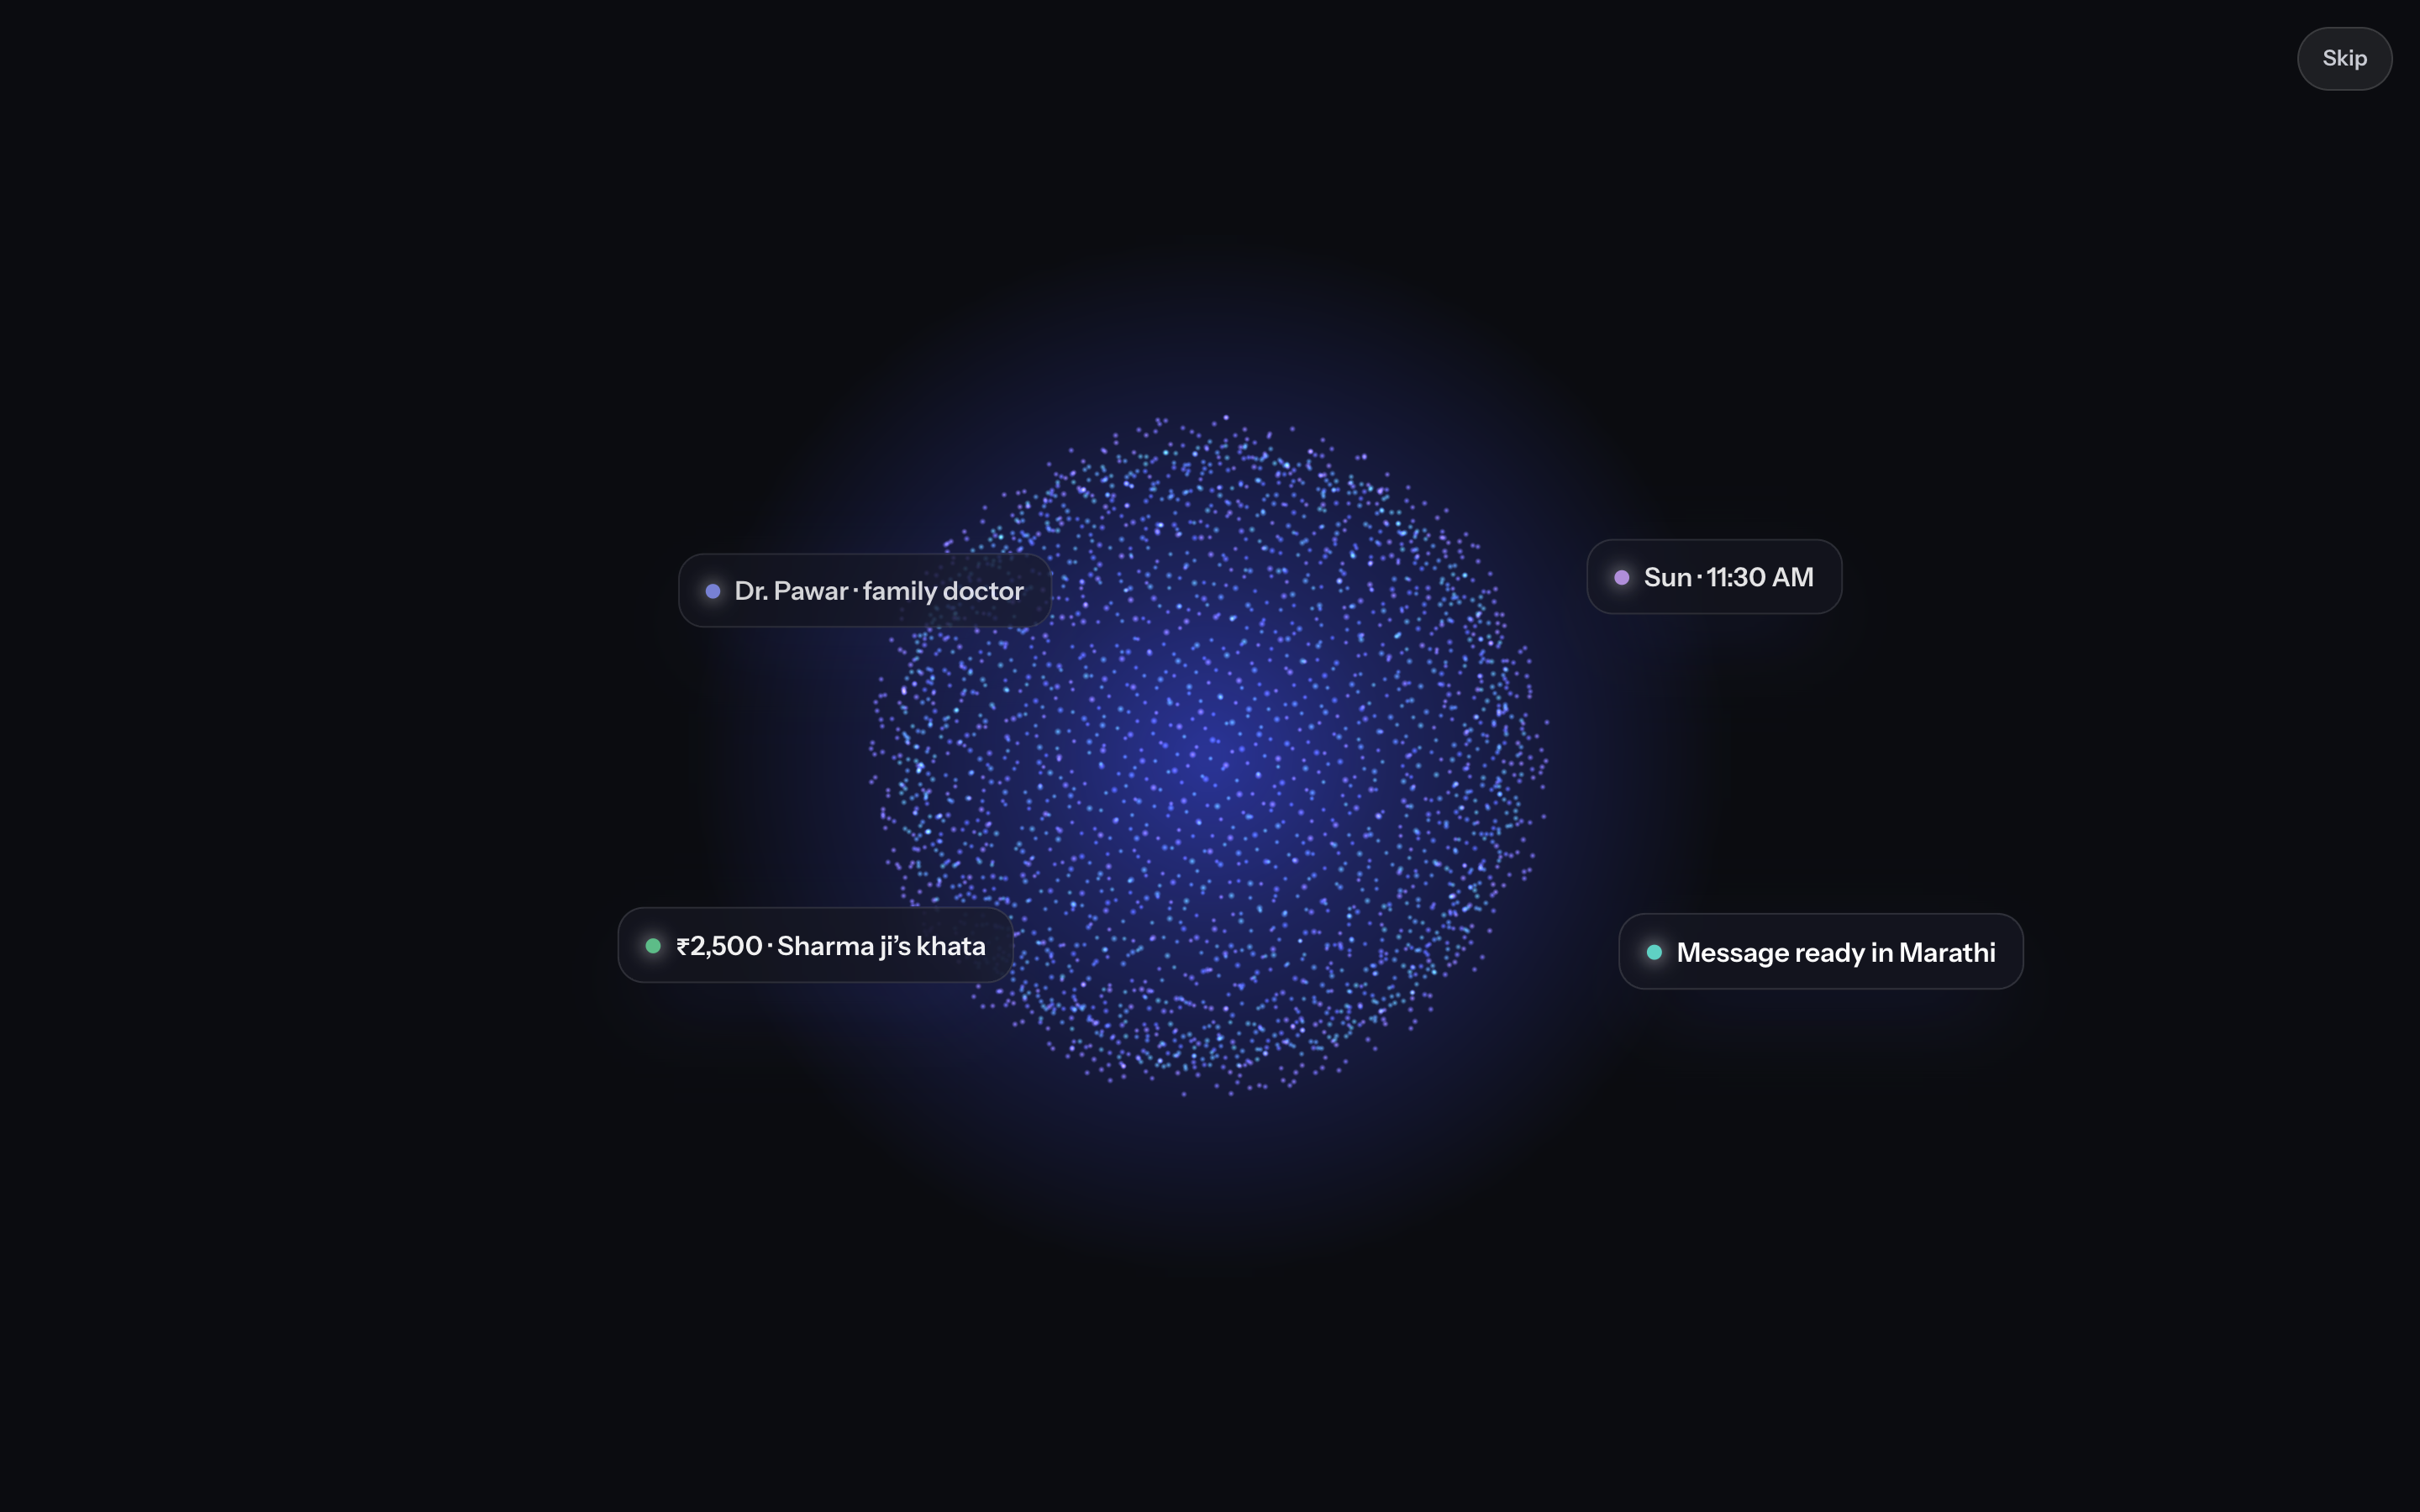 Skip
Dr. Pawar · family doctor
Sun · 11:30 AM
₹2,500 · Sharma ji’s khata
Message ready in Marathi